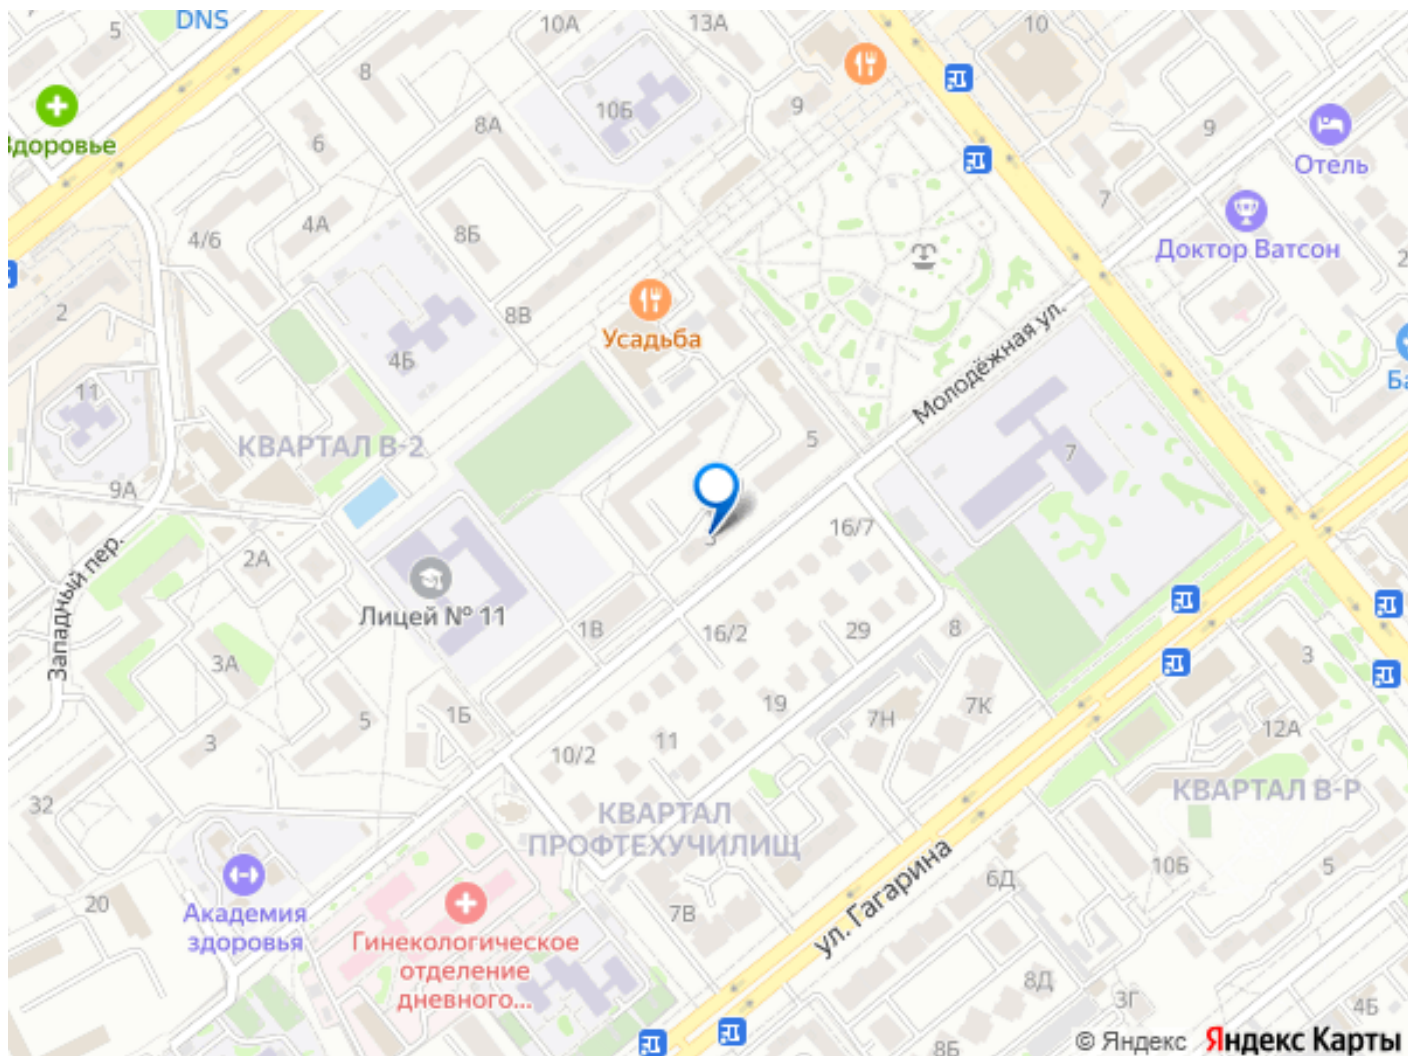 DNS
5
10А
13А
10
8
10Б
9
8А
6
9
Здоровье
Отель
7
4А
4/6
8Б
Доктор Ватсон
2
2
8В
Усадьба
Молодёжная ул.
4Б
11
Ба
КВАРТАЛ В-2
5
7
9А
16/7
3
2А
Западный пер.
Лицей № 11
1В
16/2
29
8
3А
3
19
5
1Б
7Н
7К
3
11
12А
10/2
КВАРТАЛ В-Р
32
КВАРТАЛ
ПРОФТЕХУЧИЛИЩ
10Б
5
6Д
20
Академия
здоровья
7В
ул. Гагарина
Гинекологическое
отделение
дневного...
8Д
3Г
4Б
8Б
© Яндекс Яндекс Карты